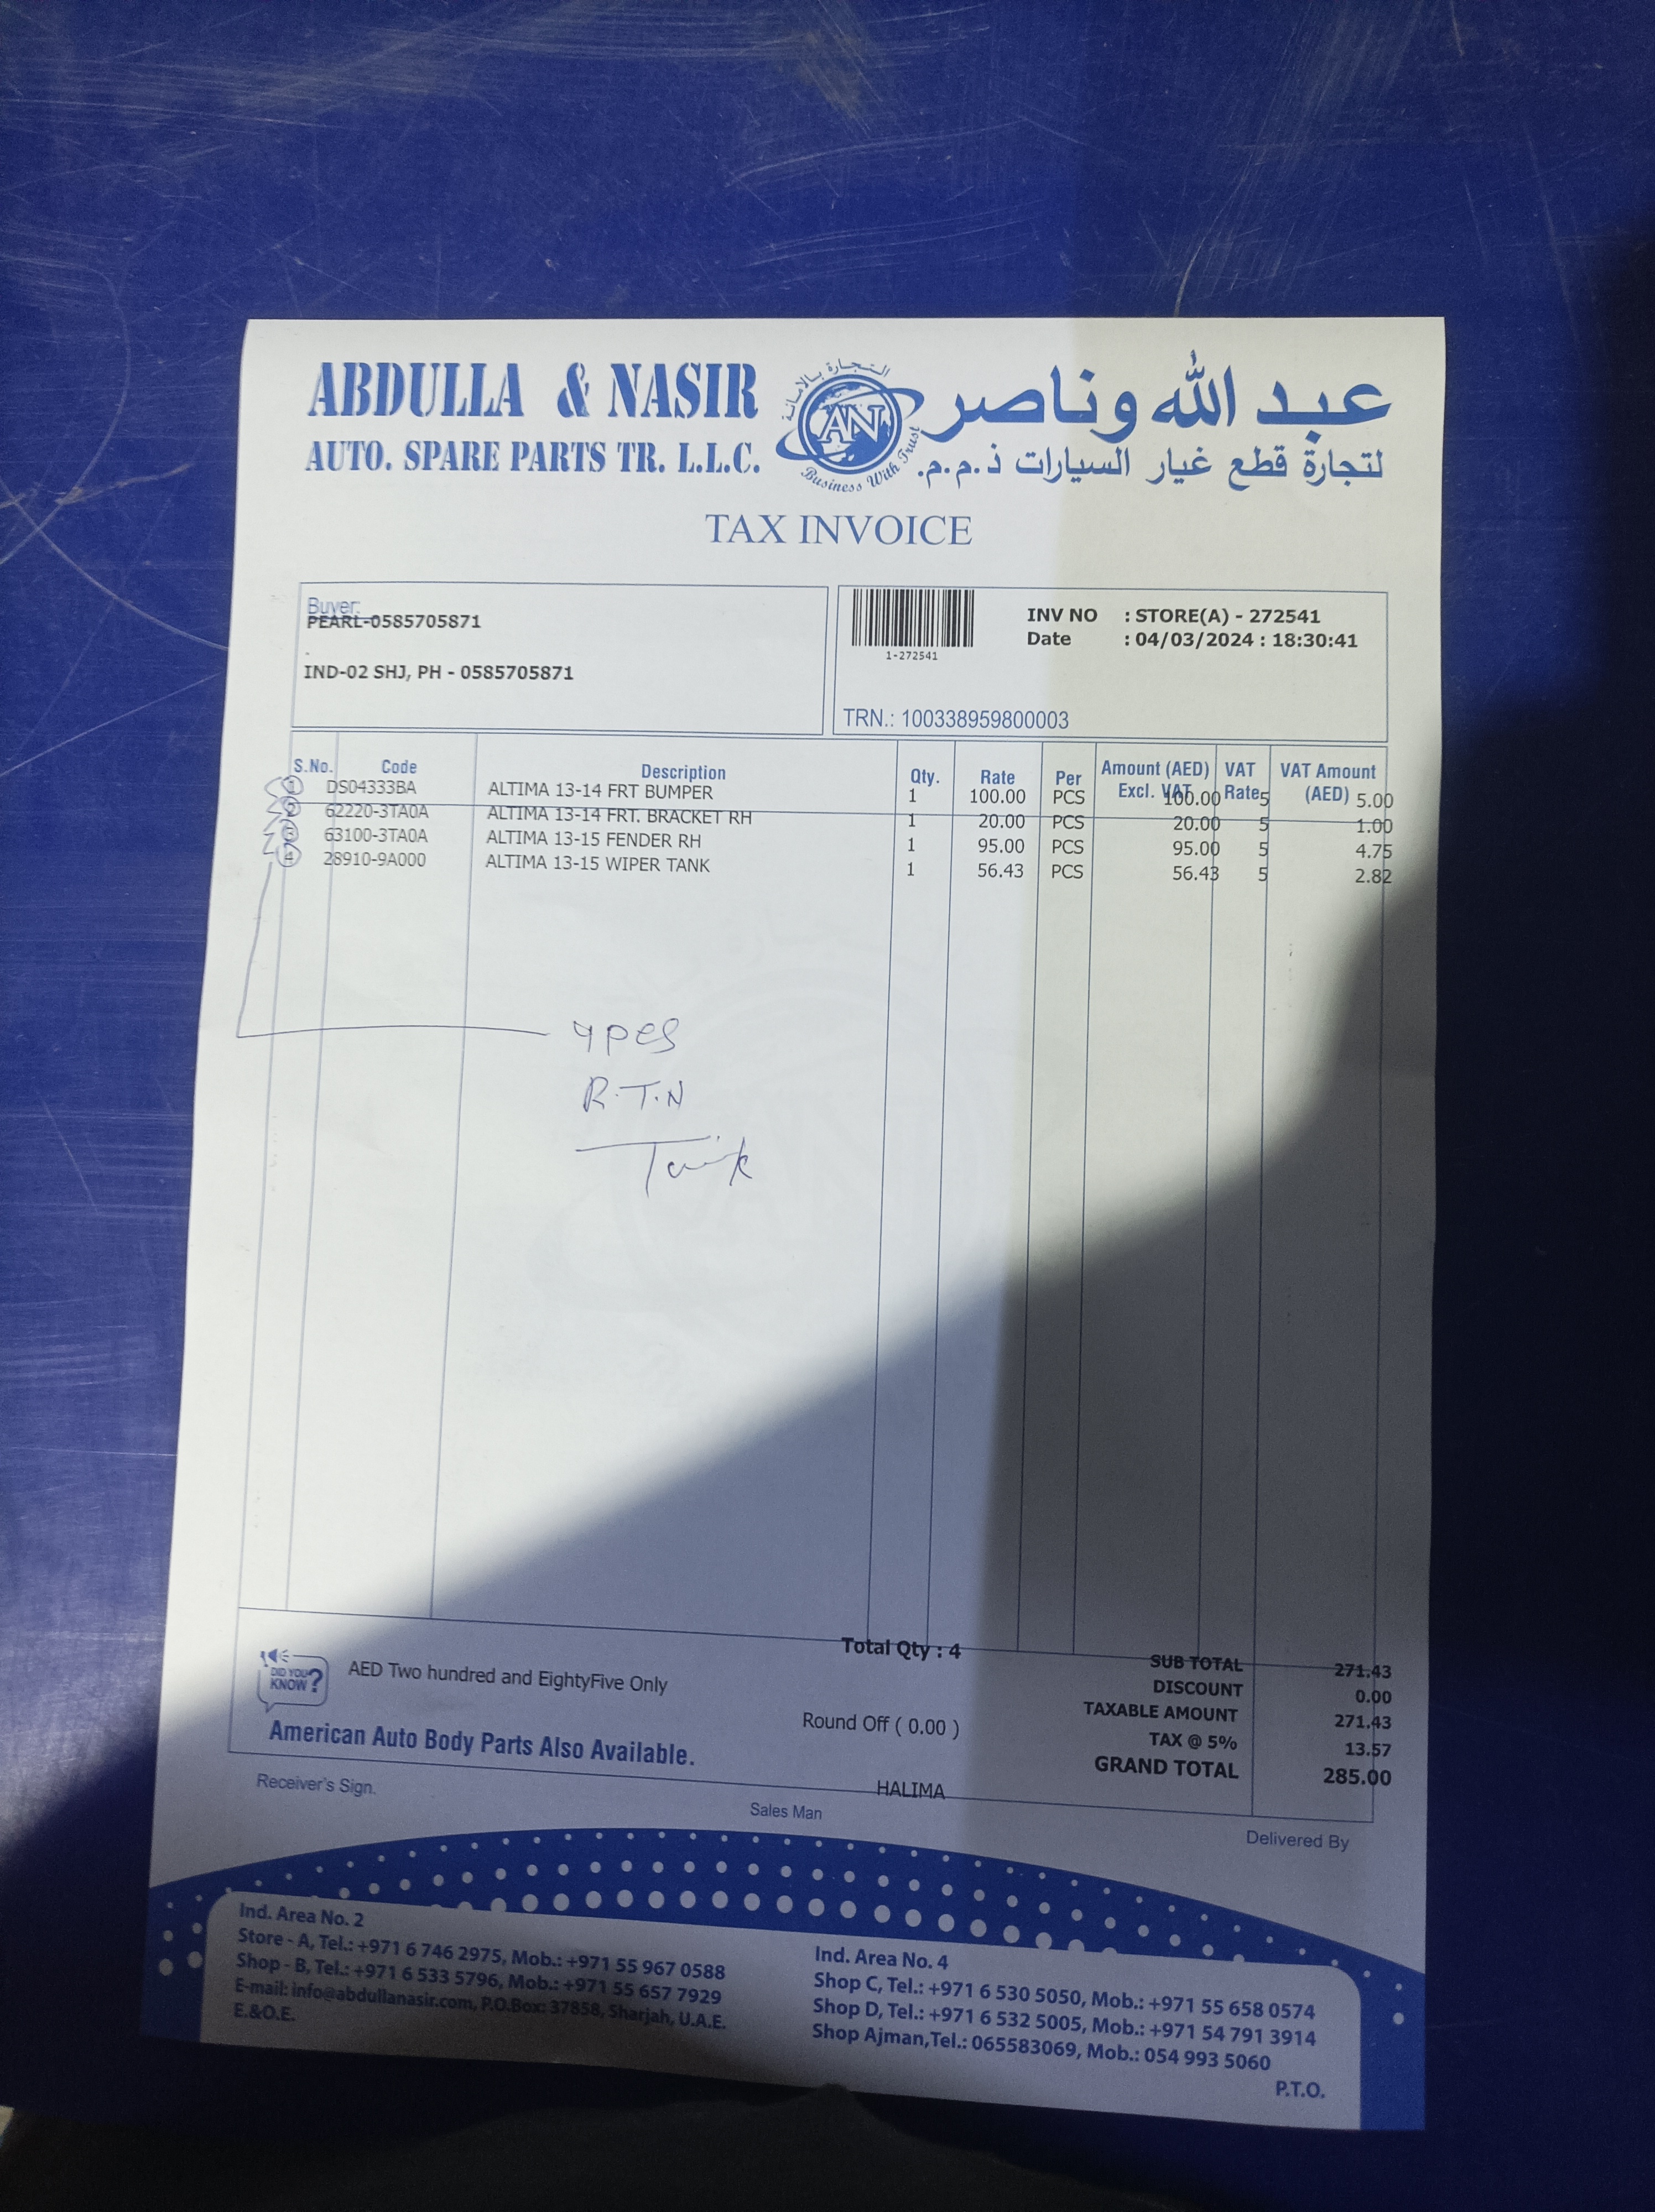 ABDULLA & NASIR
AUTO. SPARE PARTS TR. L.L.C.
التجارة بالامانة
AN
Business With Trust
عبد الله وناصر
لتجارة قطع غيار السيارات ذ.م.م.
TAX INVOICE
Buyer:
PEARL-0585705871
.
IND-02 SHJ, PH - 0585705871
1-272541
INV NO : STORE(A) - 272541
Date : 04/03/2024 : 18:30:41
TRN.: 100338959800003
S.No. Code Description Qty. Rate Per Amount (AED) Excl. VAT VAT Rate VAT Amount (AED)
1 DS04333BA ALTIMA 13-14 FRT BUMPER 1 100.00 PCS 100.00 5 5.00
2 62220-3TA0A ALTIMA 13-14 FRT. BRACKET RH 1 20.00 PCS 20.00 5 1.00
3 63100-3TA0A ALTIMA 13-15 FENDER RH 1 95.00 PCS 95.00 5 4.75
4 28910-9A000 ALTIMA 13-15 WIPER TANK 1 56.43 PCS 56.43 5 2.82
4 pcs
R.T.N
Total Qty : 4
SUB TOTAL 271.43
DISCOUNT 0.00
TAXABLE AMOUNT 271.43
TAX @ 5% 13.57
GRAND TOTAL 285.00
DID YOU KNOW?
AED Two hundred and EightyFive Only
Round Off ( 0.00 )
American Auto Body Parts Also Available.
Receiver's Sign.
HALIMA
Sales Man
Delivered By
Ind. Area No. 2
Store - A, Tel.: +971 6 746 2975, Mob.: +971 55 967 0588
Shop - B, Tel.: +971 6 533 5796, Mob.: +971 55 657 7929
E-mail: info@abdullanasir.com, P.O.Box: 37858, Sharjah, U.A.E.
E.&O.E.
Ind. Area No. 4
Shop C, Tel.: +971 6 530 5050, Mob.: +971 55 658 0574
Shop D, Tel.: +971 6 532 5005, Mob.: +971 54 791 3914
Shop Ajman,Tel.: 065583069, Mob.: 054 993 5060
P.T.O.